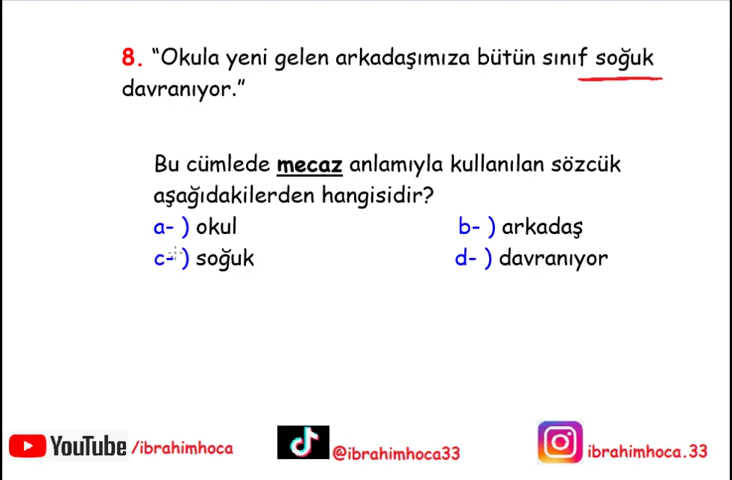 8. “Okula yeni gelen arkadaşımıza bütün sınıf soğuk
davranıyor.”
Bu cümlede mecaz anlamıyla kullanılan sözcük
aşağıdakilerden hangisidir?
a- ) okul b- ) arkadaş
c- ) soğuk d- ) davranıyor
YouTube /ibrahimhoca @ibrahimhoca33 ibrahimhoca.33